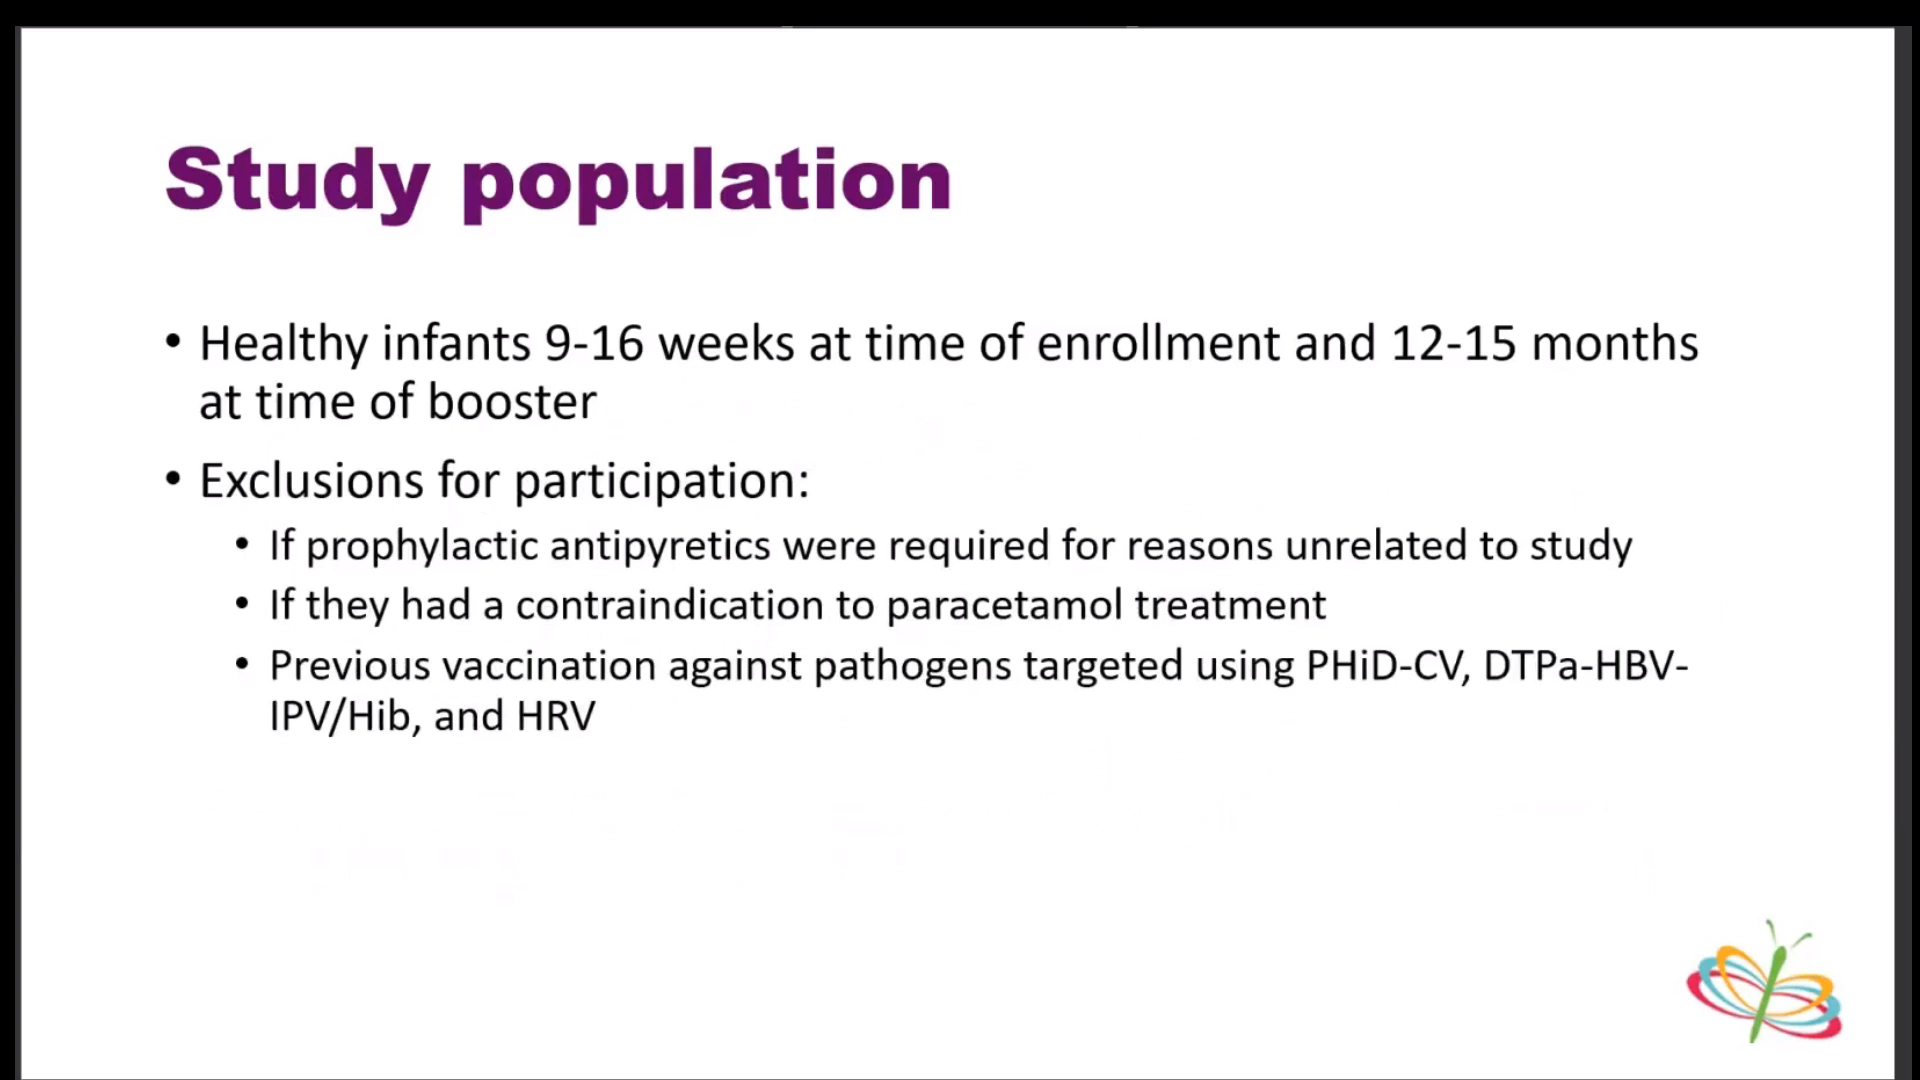 Study population
• Healthy infants 9-16 weeks at time of enrollment and 12-15 months
at time of booster
• Exclusions for participation:
• If prophylactic antipyretics were required for reasons unrelated to study
• If they had a contraindication to paracetamol treatment
• Previous vaccination against pathogens targeted using PHiD-CV, DTPa-HBV-
IPV/Hib, and HRV